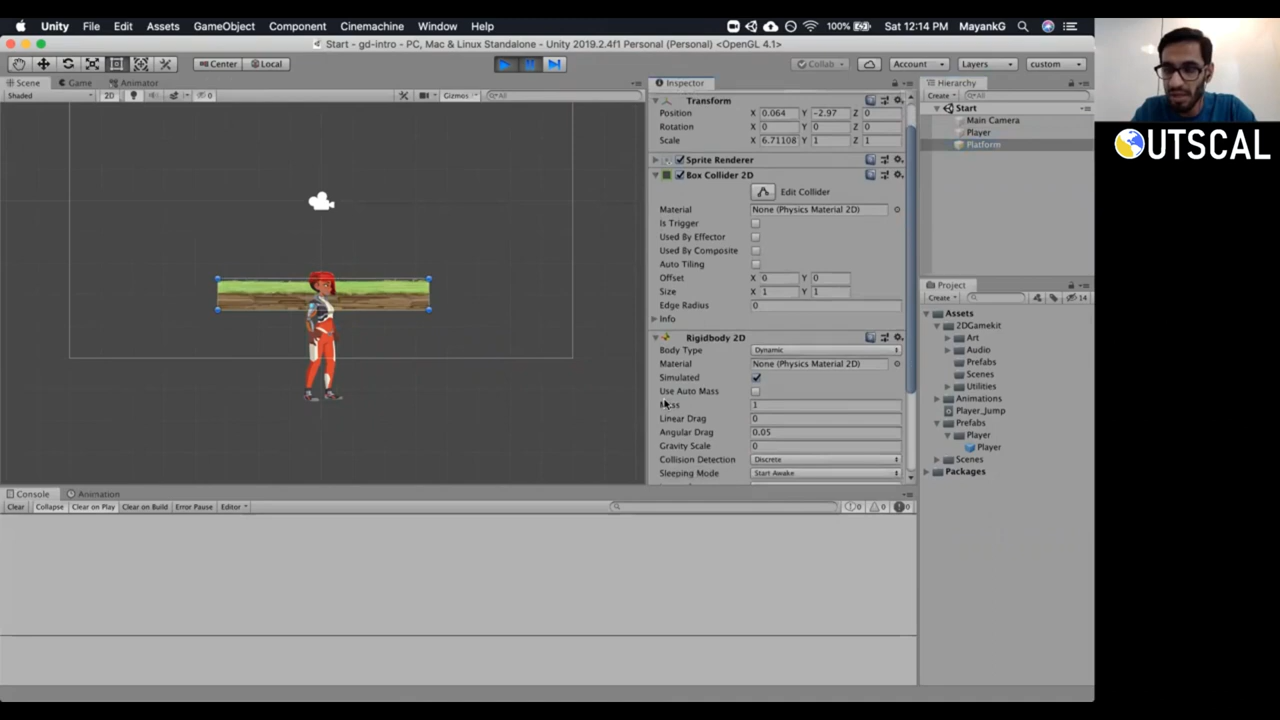 Unity File Edit Assets GameObject Component Cinemachine Window Help 100% Sat 12:14 PM MayankG
Start - gd-intro - PC, Mac & Linux Standalone - Unity 2019.2.4f1 Personal (Personal) <OpenGL 4.1>
Center Local Collab Account Layers custom
Scene Game Animator
Shaded 2D Gizmos All
Inspector
Transform
Position X 0.064 Y -2.97 Z 0
Rotation X 0 Y 0 Z 0
Scale X 6.71108 Y 1 Z 1
Sprite Renderer
Box Collider 2D
Edit Collider
Material None (Physics Material 2D)
Is Trigger
Used By Effector
Used By Composite
Auto Tiling
Offset X 0 Y 0
Size X 1 Y 1
Edge Radius 0
Info
Rigidbody 2D
Body Type Dynamic
Material None (Physics Material 2D)
Simulated
Use Auto Mass
Mass 1
Linear Drag 0
Angular Drag 0.05
Gravity Scale 0
Collision Detection Discrete
Sleeping Mode Start Awake
Hierarchy
Create All
Start
Main Camera
Player
Platform
Project
Create 14
Assets
2DGamekit
Art
Audio
Prefabs
Scenes
Utilities
Animations
Player_Jump
Prefabs
Player
Player
Scenes
Packages
Console Animation
Clear Collapse Clear on Play Clear on Build Error Pause Editor 0 0 0
OUTSCAL